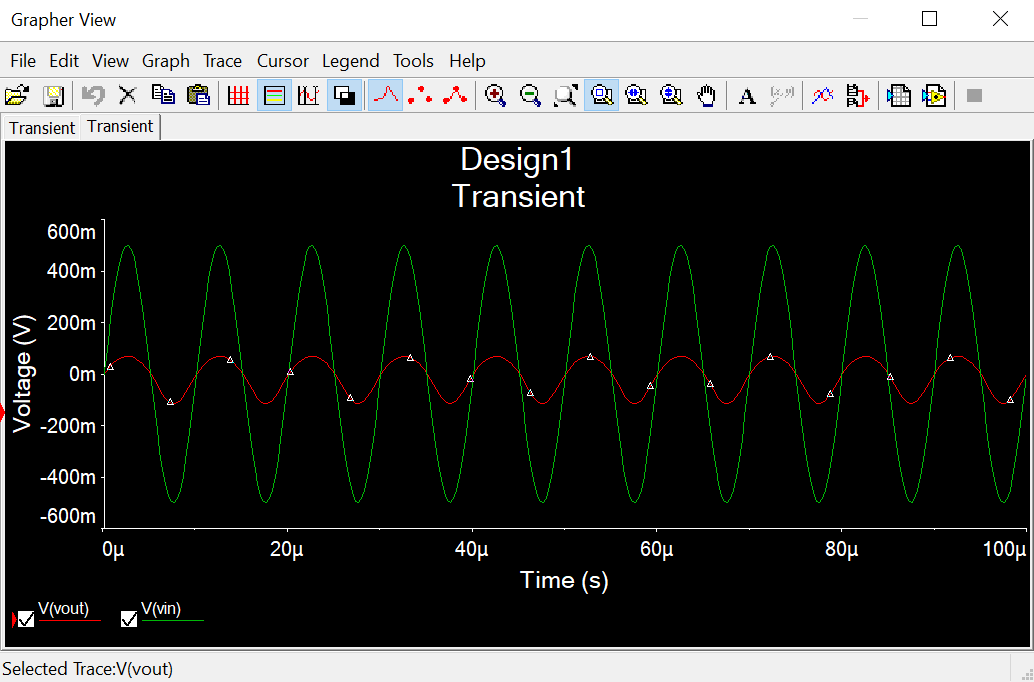 Grapher View
File Edit View Graph Trace Cursor Legend Tools Help
A
Transient Transient
Design1
Transient
600m
400m
200m
0m
-200m
-400m
-600m
Voltage (V)
0µ 20µ 40µ 60µ 80µ 100µ
Time (s)
V(vout) V(vin)
Selected Trace:V(vout)